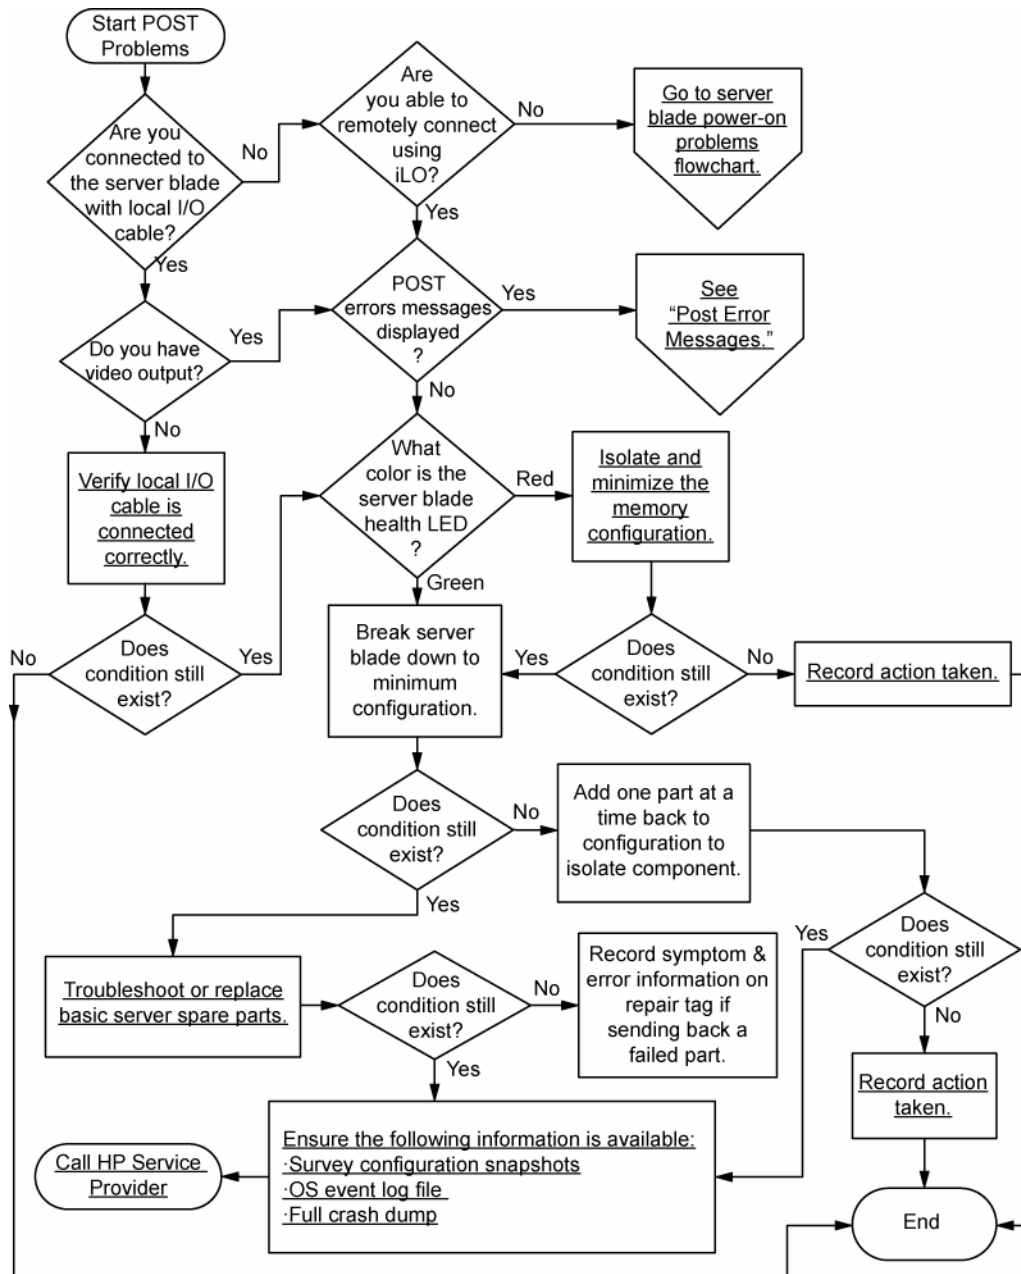 Start POST
Problems
Are you
connected to
the server blade
with local I/O
cable?
No
Yes
Are
you able to
remotely connect
using
iLO?
No
Yes
Go to server
blade power-on
problems
flowchart.
Do you have
video output?
Yes
No
POST
errors messages
displayed
?
Yes
No
See
“Post Error
Messages.”
Verify local I/O
cable is
connected
correctly.
What
color is the
server blade
health LED
?
Red
Green
Isolate and
minimize the
memory
configuration.
No
Does
condition still
exist?
Yes
Break server
blade down to
minimum
configuration.
Yes
Does
condition still
exist?
No
Record action taken.
Does
condition still
exist?
No
Yes
Add one part at a
time back to
configuration to
isolate component.
Yes
Does
condition still
exist?
No
Troubleshoot or replace
basic server spare parts.
Does
condition still
exist?
No
Yes
Record symptom &
error information on
repair tag if
sending back a
failed part.
Record action
taken.
Ensure the following information is available:
·Survey configuration snapshots
·OS event log file
·Full crash dump
Call HP Service
Provider
End